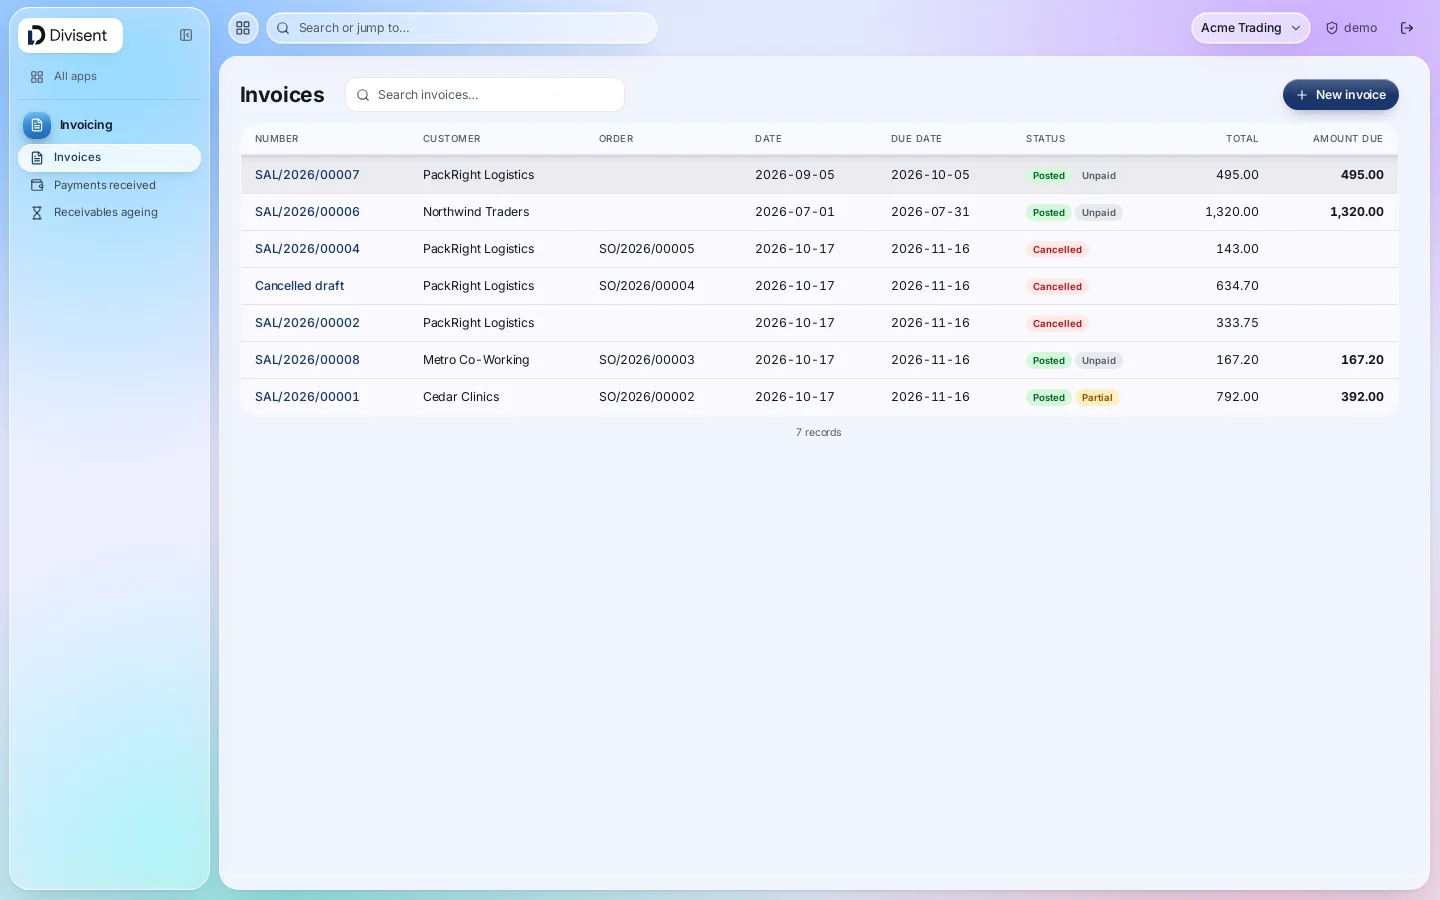 Divisent
All apps
Invoicing
Invoices
Payments received
Receivables ageing
Search or jump to...
Acme Trading
demo
Invoices
Search invoices...
New invoice
NUMBER CUSTOMER ORDER DATE DUE DATE STATUS TOTAL AMOUNT DUE
SAL/2026/00007 PackRight Logistics 2026-09-05 2026-10-05 Posted Unpaid 495.00 495.00
SAL/2026/00006 Northwind Traders 2026-07-01 2026-07-31 Posted Unpaid 1,320.00 1,320.00
SAL/2026/00004 PackRight Logistics SO/2026/00005 2026-10-17 2026-11-16 Cancelled 143.00
Cancelled draft PackRight Logistics SO/2026/00004 2026-10-17 2026-11-16 Cancelled 634.70
SAL/2026/00002 PackRight Logistics 2026-10-17 2026-11-16 Cancelled 333.75
SAL/2026/00008 Metro Co-Working SO/2026/00003 2026-10-17 2026-11-16 Posted Unpaid 167.20 167.20
SAL/2026/00001 Cedar Clinics SO/2026/00002 2026-10-17 2026-11-16 Posted Partial 792.00 392.00
7 records